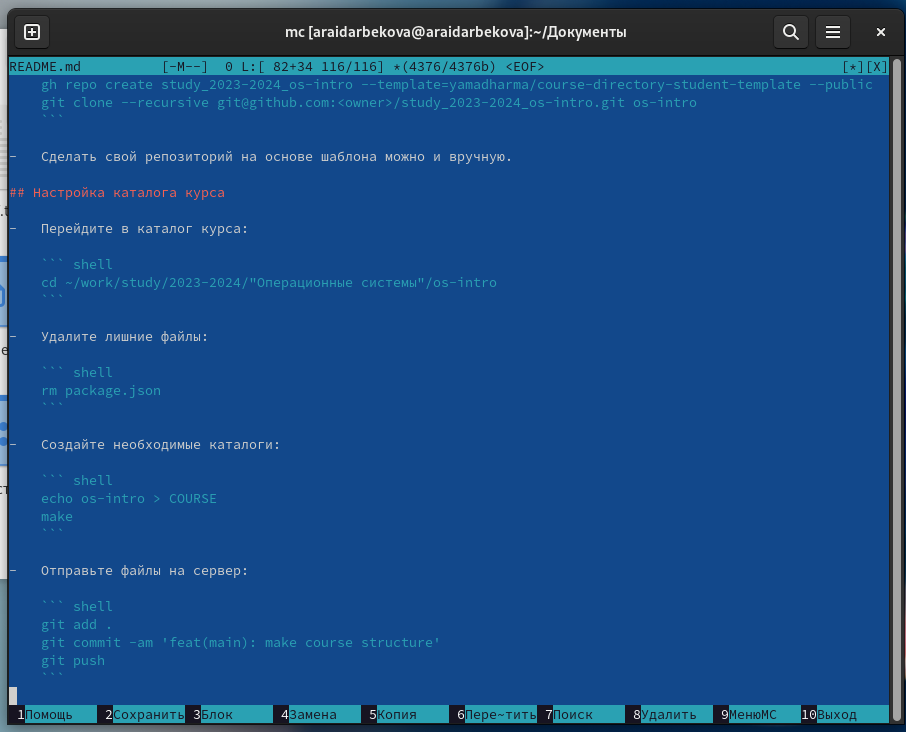 mc [araidarbekova@araidarbekova]:~/Документы
README.md [-M--] 0 L:[ 82+34 116/116] *(4376/4376b) <EOF> [*][X]
gh repo create study_2023-2024_os-intro --template=yamadharma/course-directory-student-template --public
git clone --recursive git@github.com:<owner>/study_2023-2024_os-intro.git os-intro
```
- Сделать свой репозиторий на основе шаблона можно и вручную.
## Настройка каталога курса
- Перейдите в каталог курса:
``` shell
cd ~/work/study/2023-2024/"Операционные системы"/os-intro
```
- Удалите лишние файлы:
``` shell
rm package.json
```
- Создайте необходимые каталоги:
``` shell
echo os-intro > COURSE
make
```
- Отправьте файлы на сервер:
``` shell
git add .
git commit -am 'feat(main): make course structure'
git push
```
1Помощь 2Сохранить 3Блок 4Замена 5Копия 6Пере~тить 7Поиск 8Удалить 9МенюМС 10Выход